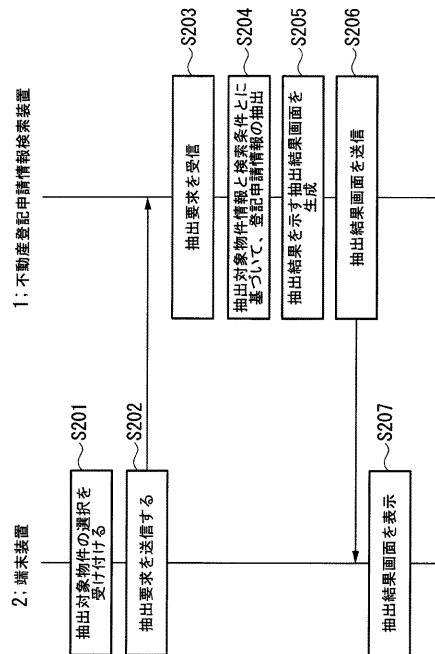 2;端末装置
1;不動産登記申請情報検索装置
S201
抽出対象物件の選択を
受け付ける
S202
抽出要求を送信する
S203
抽出要求を受信
S204
抽出対象物件情報と検索条件とに
基づいて、登記申請情報の抽出
S205
抽出結果を示す抽出結果画面を
生成
S206
抽出結果画面を送信
S207
抽出結果画面を表示